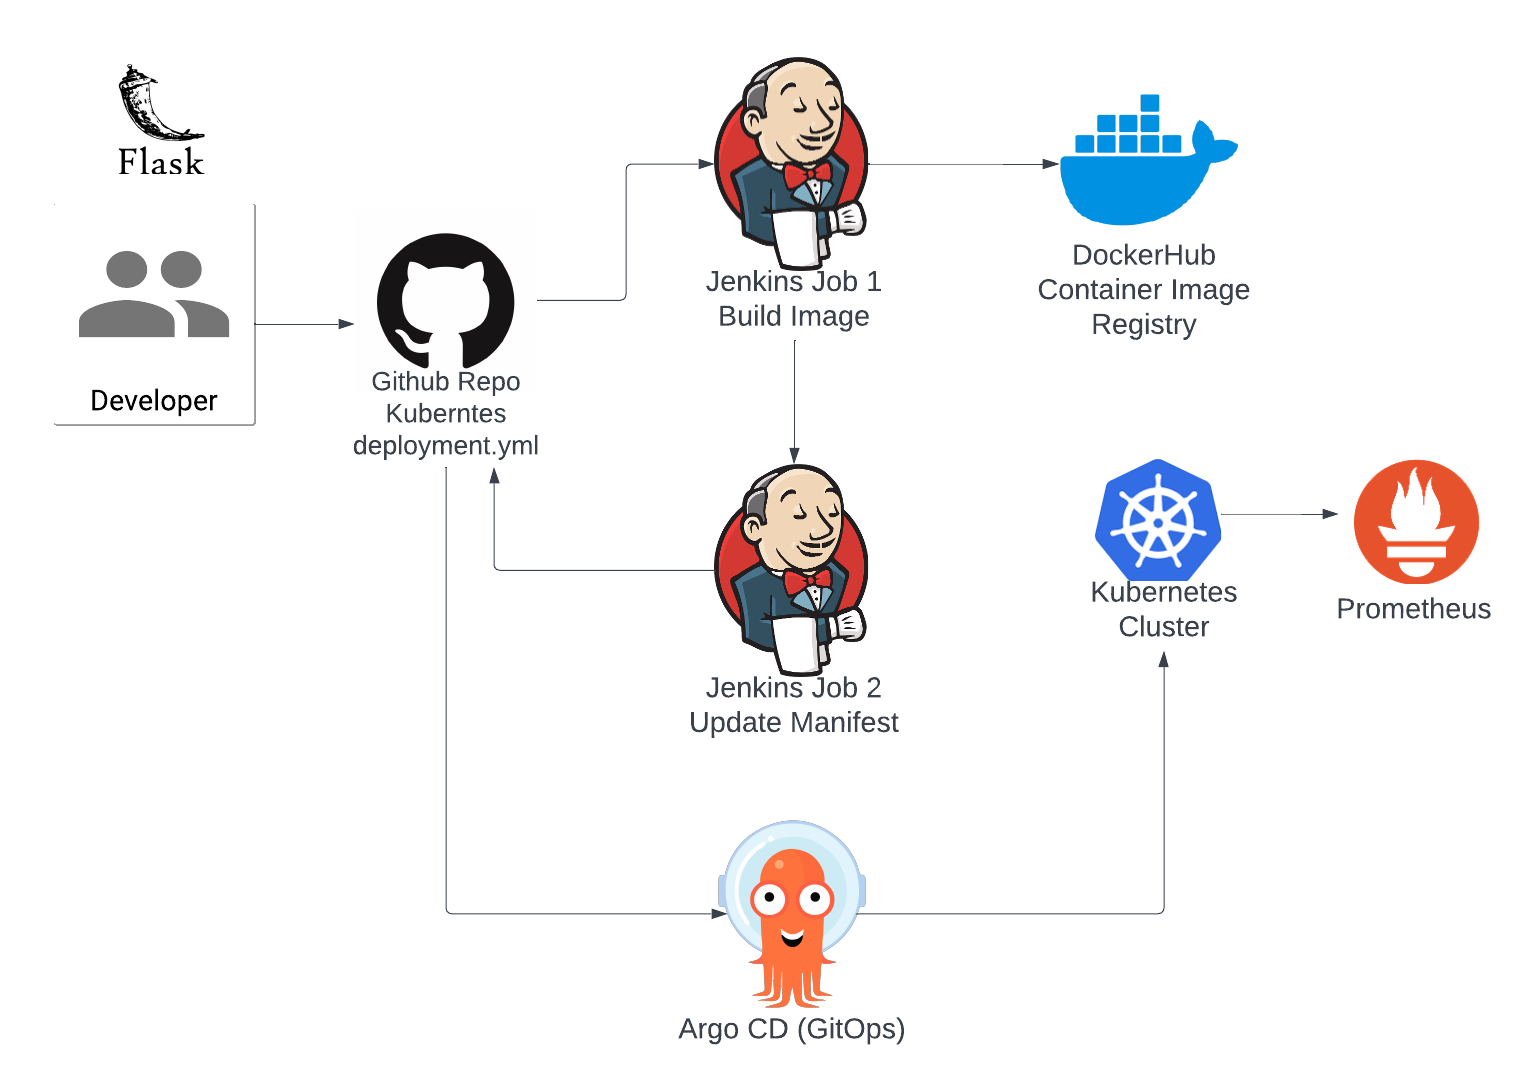 Flask
Developer
Github Repo
Kuberntes
deployment.yml
Jenkins Job 1
Build Image
DockerHub
Container Image
Registry
Jenkins Job 2
Update Manifest
Kubernetes
Cluster
Prometheus
Argo CD (GitOps)